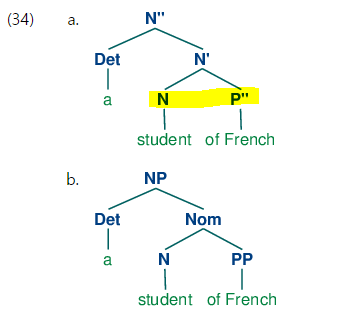 (34) a. N"
Det N'
a N P"
student of French
b. NP
Det Nom
a N PP
student of French